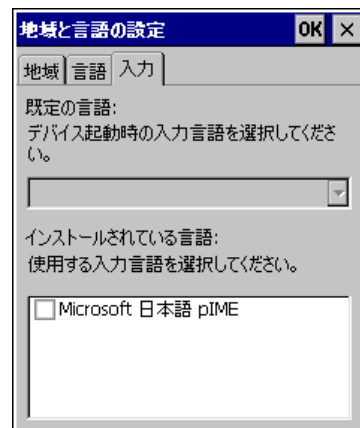 地域と言語の設定 OK ×
地域 言語 入力
既定の言語:
デバイス起動時の入力言語を選択してくださ
い。
インストールされている言語:
使用する入力言語を選択してください。
Microsoft 日本語 pIME